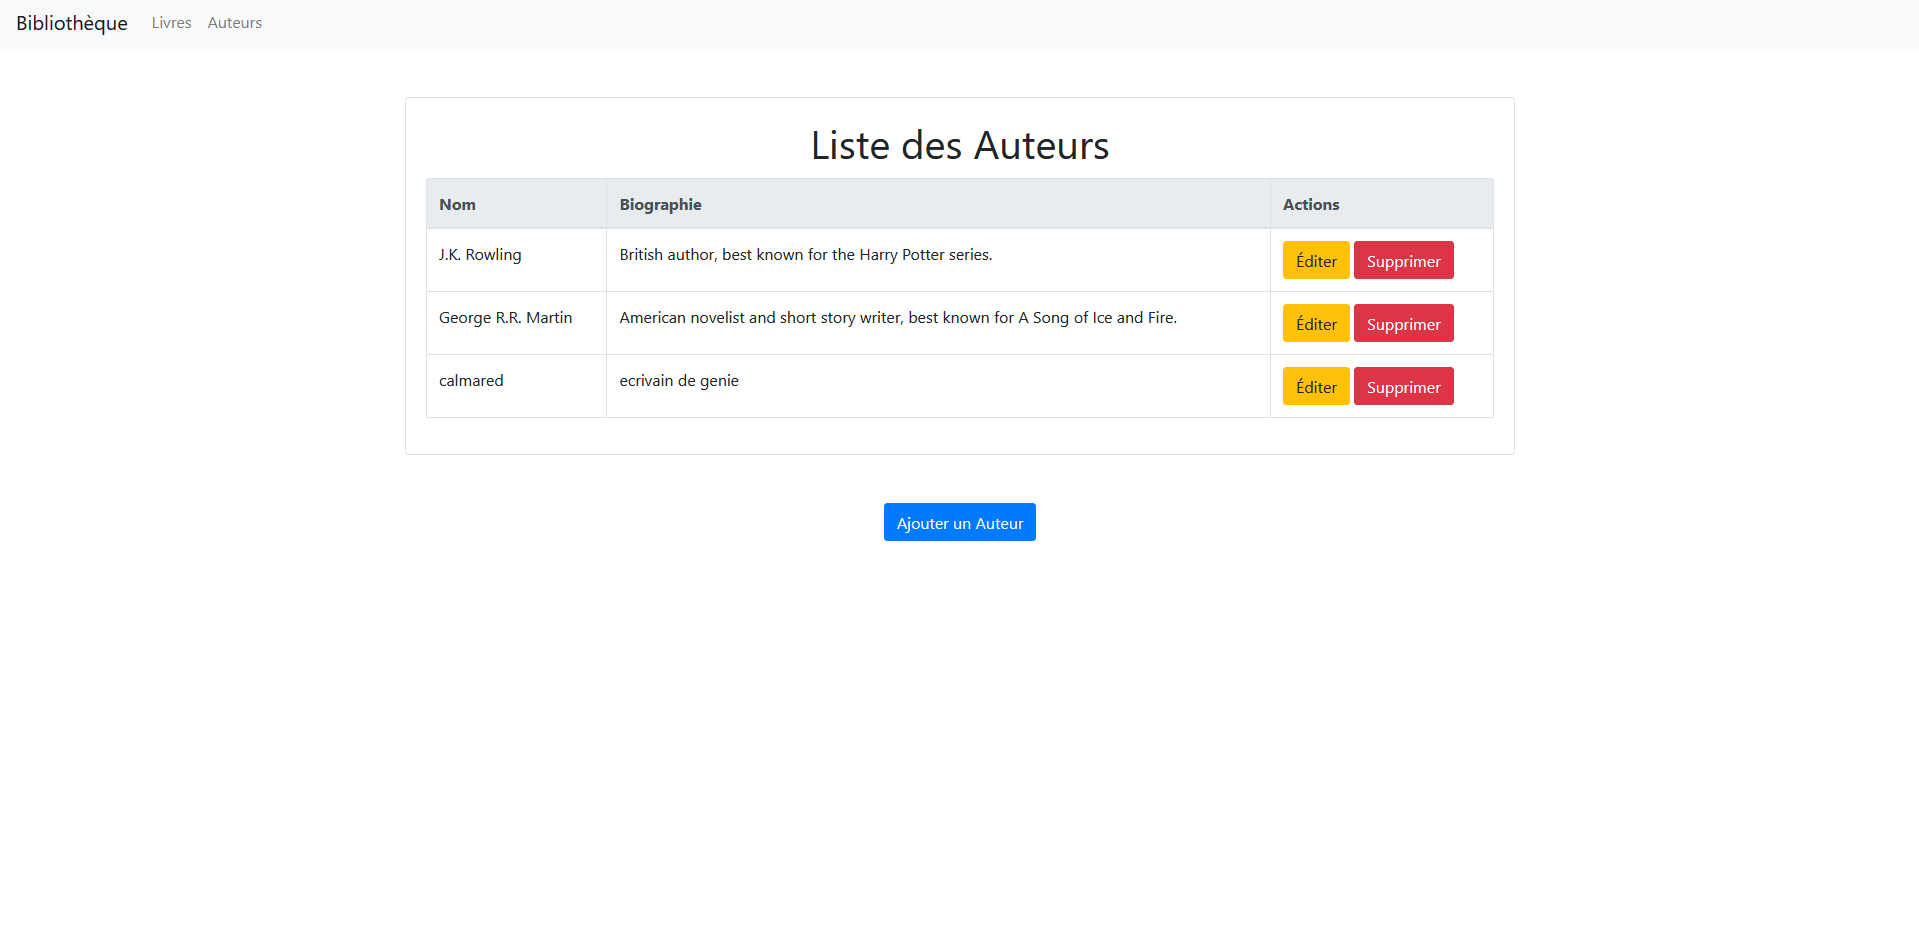 Bibliothèque Livres Auteurs
Liste des Auteurs
Nom Biographie Actions
J.K. Rowling British author, best known for the Harry Potter series. Éditer Supprimer
George R.R. Martin American novelist and short story writer, best known for A Song of Ice and Fire. Éditer Supprimer
calmared ecrivain de genie Éditer Supprimer
Ajouter un Auteur